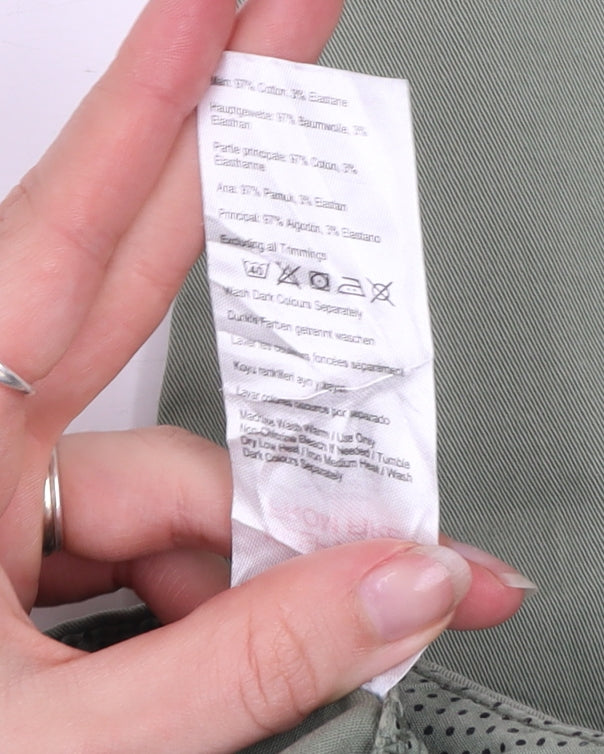 Main: 97% Cotton, 3% Elastane
Hauptgewebe: 97% Baumwolle, 3%
Elasthan
Partie principale: 97% Coton, 3%
Elasthanne
Ana: 97% Pamuk, 3% Elastan
Principal: 97% Algodón, 3% Elastano
Excluding all Trimmings
40
Wash Dark Colours Separately
Dunkle Farben getrennt waschen
Laver les couleurs foncées séparément
Koyu renklileri ayrı yıkayın
Lavar colores oscuros por separado
Machine Wash Warm / Use Only
Non-Chlorine Bleach If Needed / Tumble
Dry Low Heat / Iron Medium Heat / Wash
Dark Colours Separately